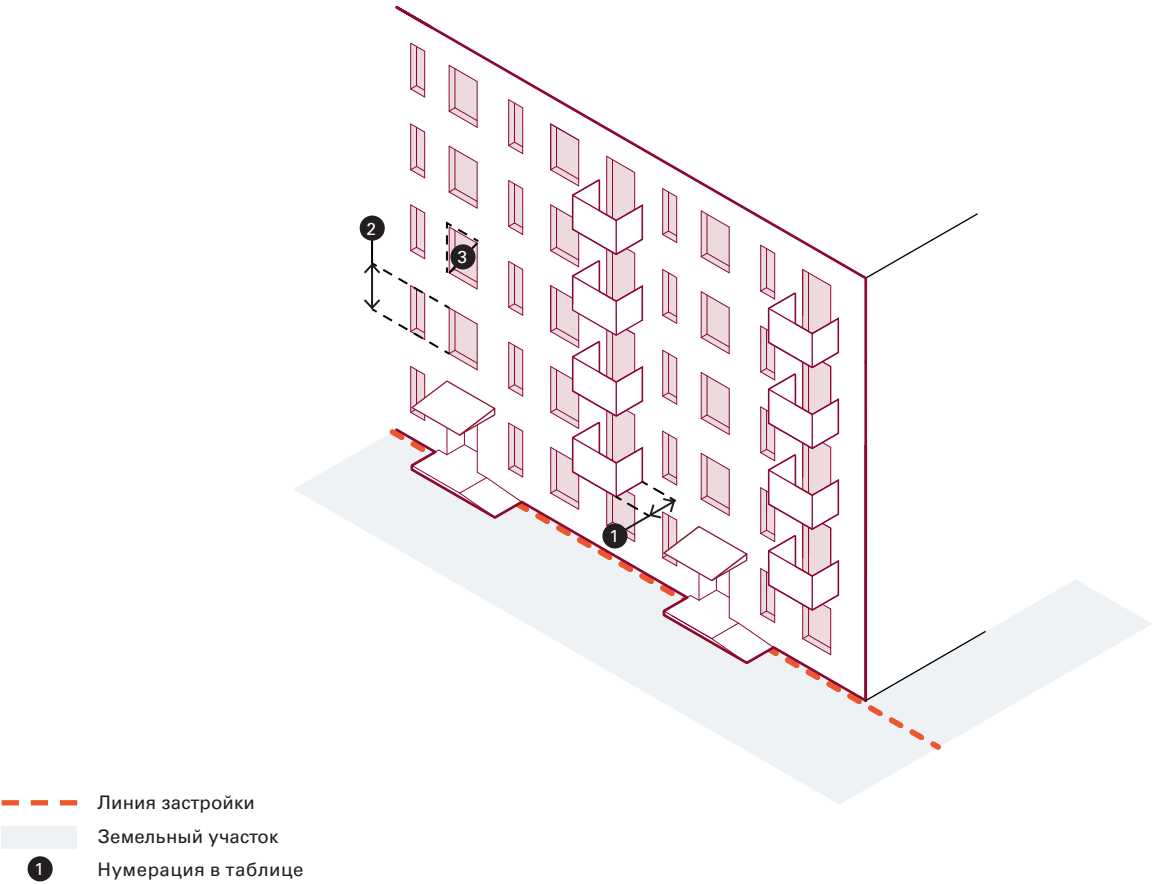 2
3
1
Линия застройки
Земельный участок
1 Нумерация в таблице